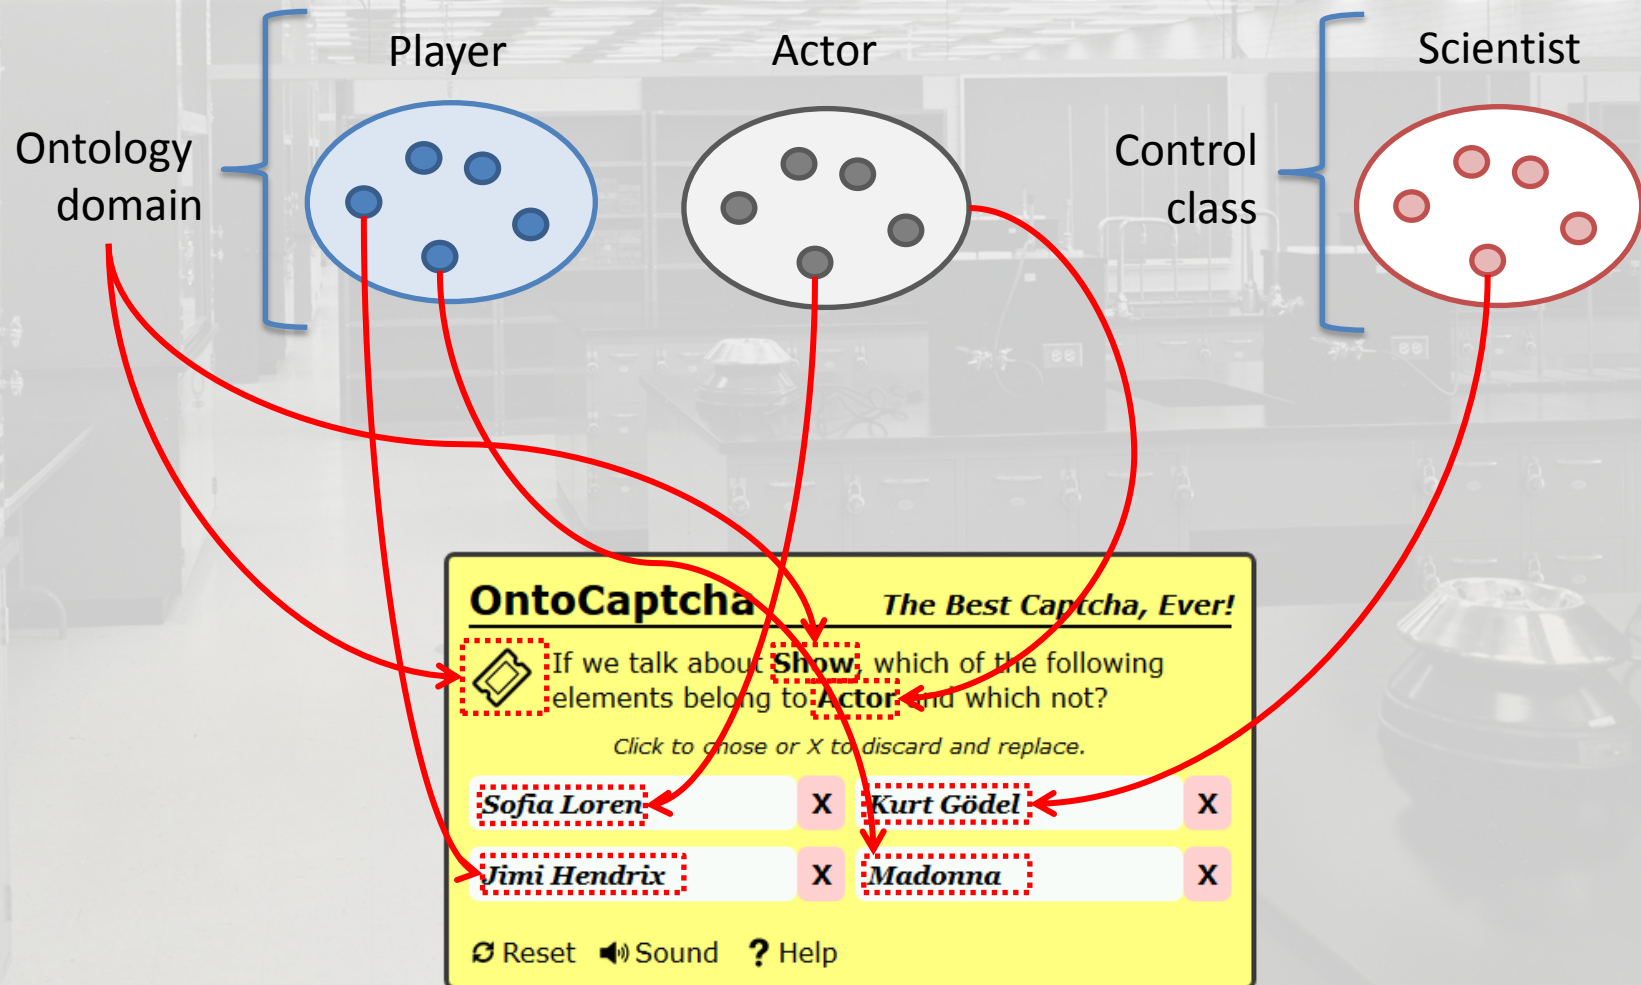 Player
Actor
Scientist
Ontology
domain
Control
class
OntoCaptcha
The Best Captcha, Ever!
If we talk about Show, which of the following
elements belong to Actor and which not?
Click to chose or X to discard and replace.
Sofia Loren X Kurt Gödel X
Jimi Hendrix X Madonna X
Reset Sound ? Help